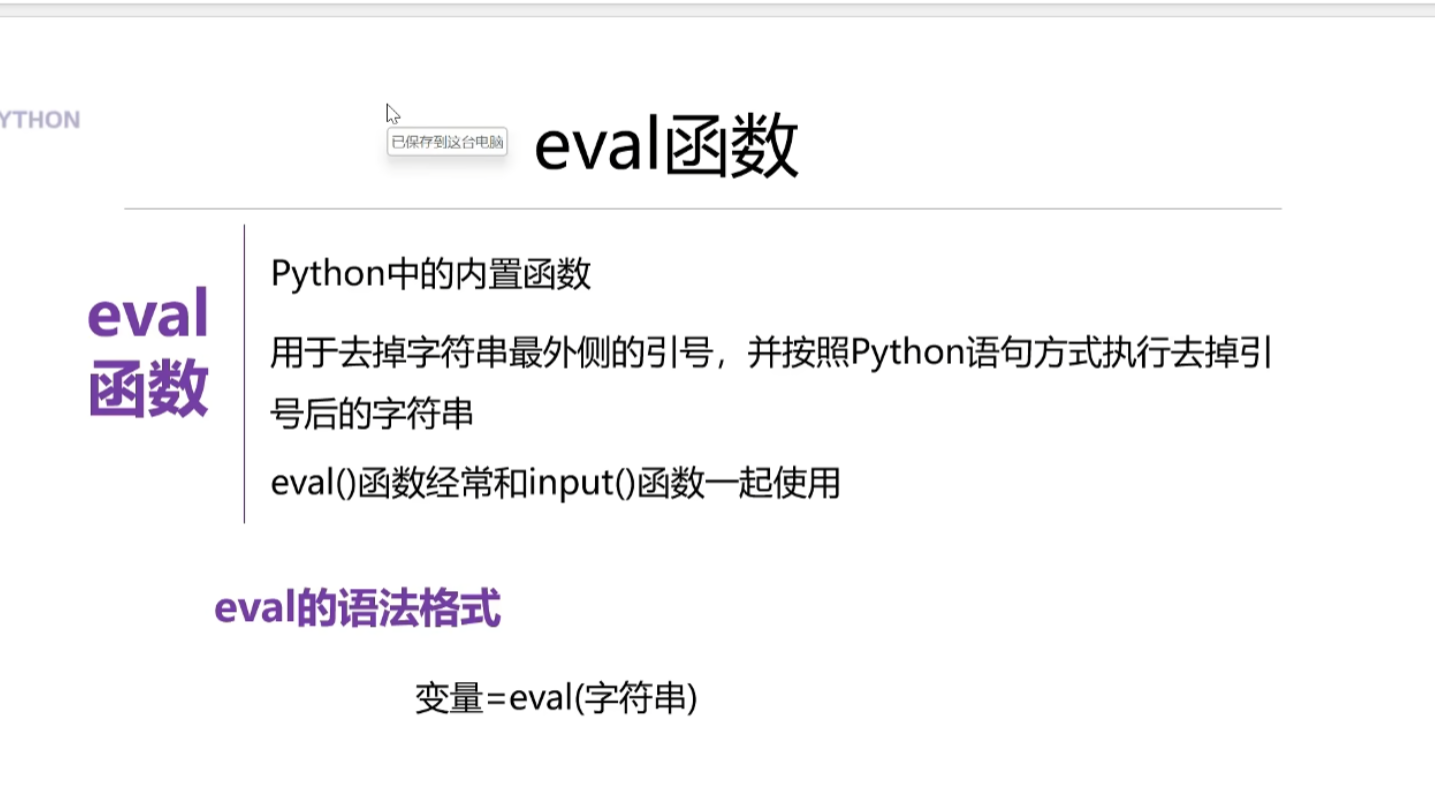 YTHON
已保存到这台电脑
eval函数
eval
函数
Python中的内置函数
用于去掉字符串最外侧的引号，并按照Python语句方式执行去掉引
号后的字符串
eval()函数经常和input()函数一起使用
eval的语法格式
变量=eval(字符串)